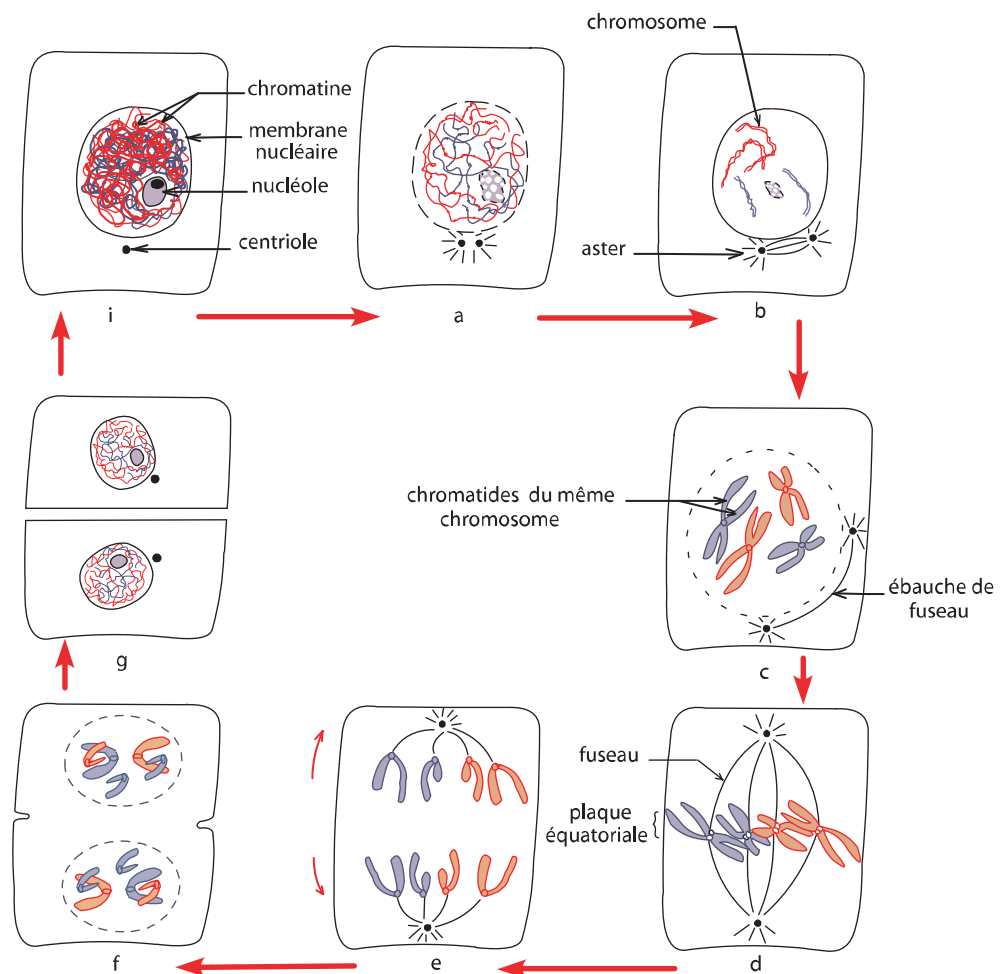 chromosome
chromatine
membrane
nucléaire
nucléole
centriole
aster
i
a
b
chromatides du même
chromosome
ébauche de
fuseau
g
c
fuseau
plaque
équatoriale
f
e
d